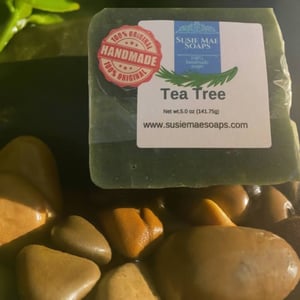 SUSIE MAE
SOAPS
100% ORIGINAL
HANDMADE
100% ORIGINAL
Tea Tree
Net wt.5.0 oz (141.75g)
www.susiemaesoaps.com